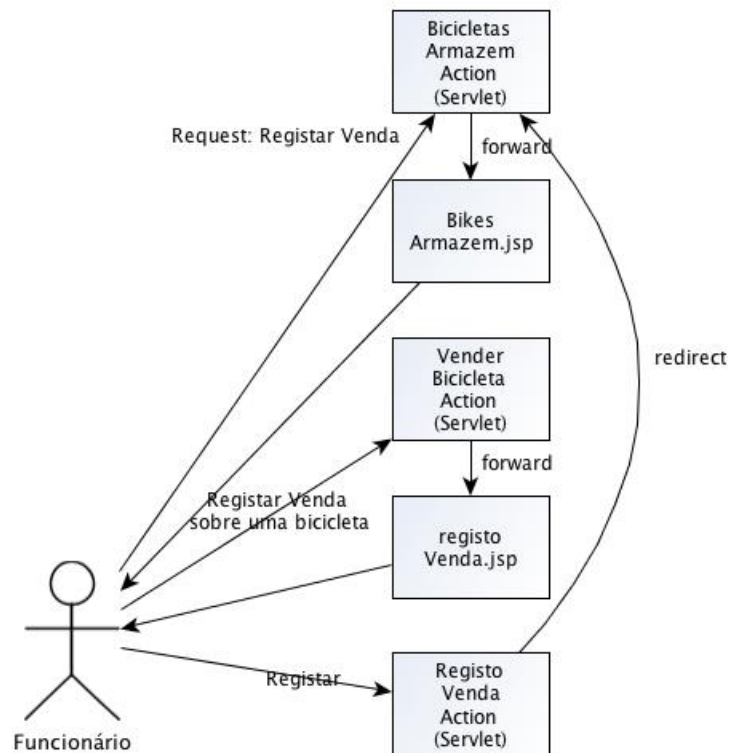 Bicicletas
Armazem
Action
(Servlet)
Request: Registar Venda
forward
Bikes
Armazem.jsp
Vender
Bicicleta
Action
(Servlet)
redirect
forward
Registar Venda
sobre uma bicicleta
registo
Venda.jsp
Registar
Registo
Venda
Action
(Servlet)
Funcionário